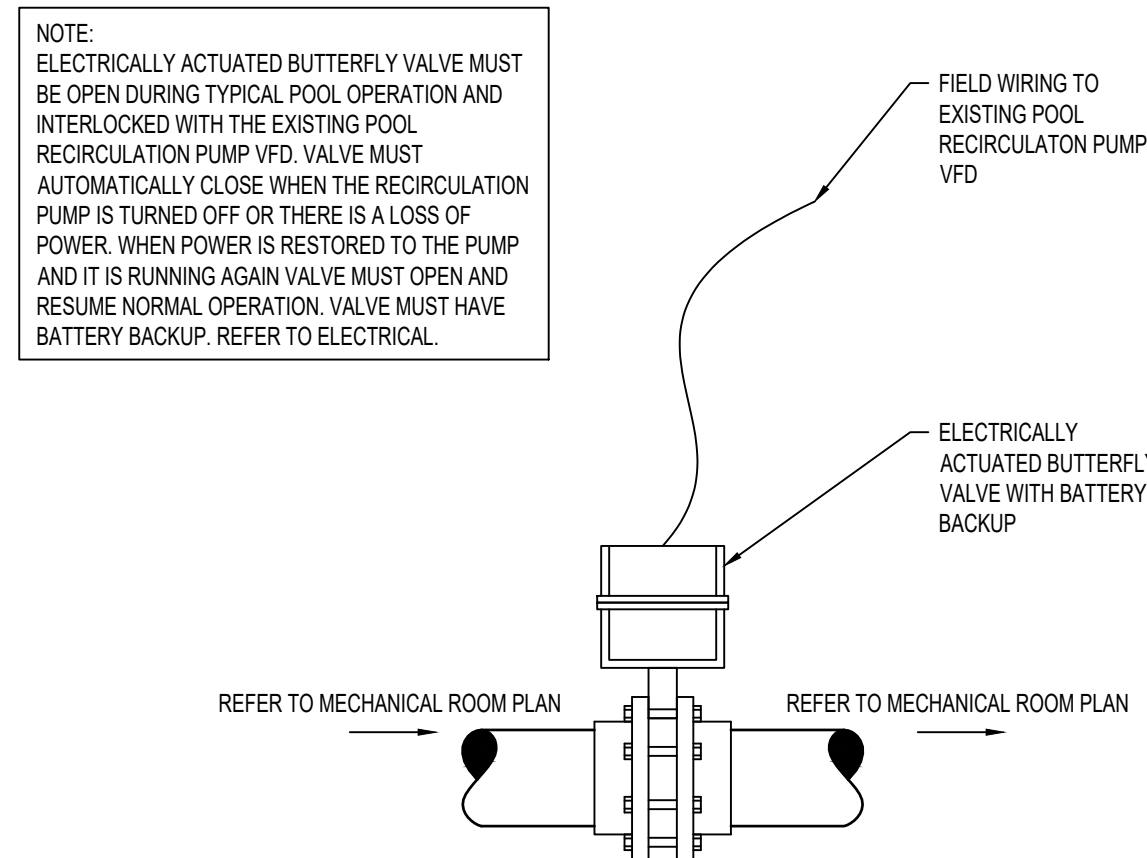 NOTE:
ELECTRICALLY ACTUATED BUTTERFLY VALVE MUST
BE OPEN DURING TYPICAL POOL OPERATION AND
INTERLOCKED WITH THE EXISTING POOL
RECIRCULATION PUMP VFD. VALVE MUST
AUTOMATICALLY CLOSE WHEN THE RECIRCULATION
PUMP IS TURNED OFF OR THERE IS A LOSS OF
POWER. WHEN POWER IS RESTORED TO THE PUMP
AND IT IS RUNNING AGAIN VALVE MUST OPEN AND
RESUME NORMAL OPERATION. VALVE MUST HAVE
BATTERY BACKUP. REFER TO ELECTRICAL.
FIELD WIRING TO
EXISTING POOL
RECIRCULATON PUMP
VFD
ELECTRICALLY
ACTUATED BUTTERFLY
VALVE WITH BATTERY
BACKUP
REFER TO MECHANICAL ROOM PLAN
REFER TO MECHANICAL ROOM PLAN